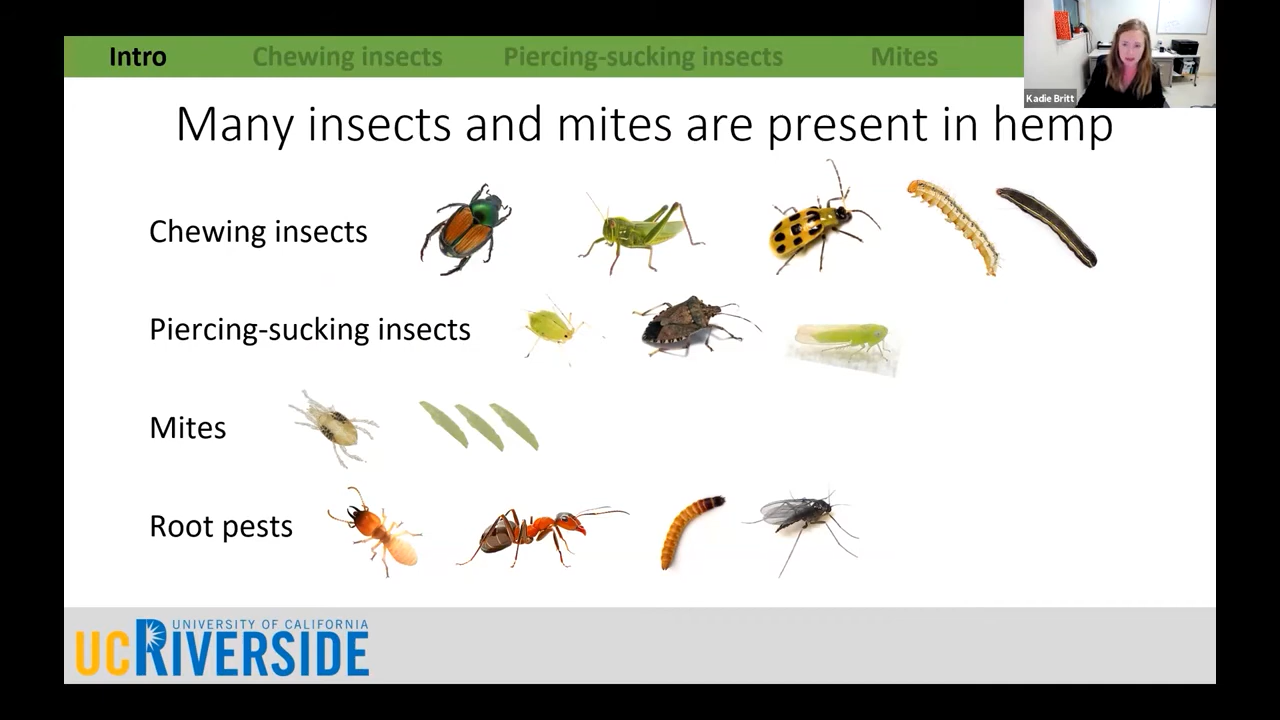 Intro
Chewing insects
Piercing-sucking insects
Mites
Kadie Britt
Many insects and mites are present in hemp
Chewing insects
Piercing-sucking insects
Mites
Root pests
UNIVERSITY OF CALIFORNIA
UCRIVERSIDE